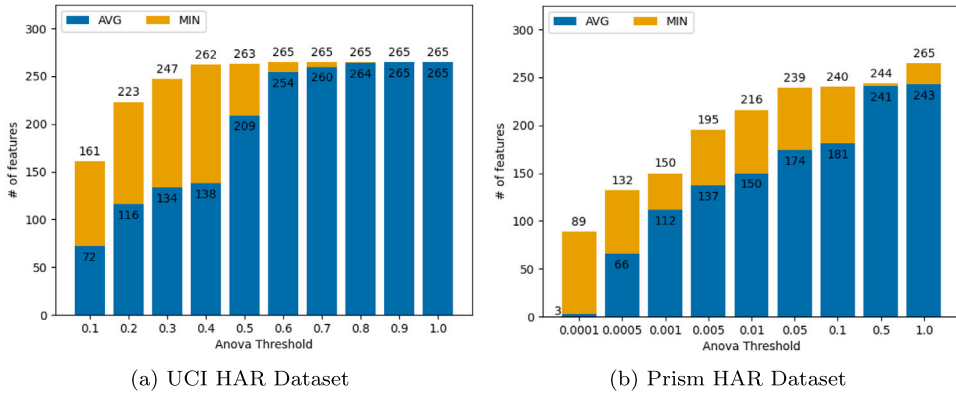 AVG MIN
300
250
200
150
100
50
0
# of features
161 223 247 262 263 265 265 265 265 265
72 116 134 138 209 254 260 264 265 265
0.1 0.2 0.3 0.4 0.5 0.6 0.7 0.8 0.9 1.0
Anova Threshold
(a) UCI HAR Dataset
AVG MIN
300
250
200
150
100
50
0
# of features
89 132 150 195 216 239 240 244 265
3 66 112 137 150 174 181 241 243
0.0001 0.0005 0.001 0.005 0.01 0.05 0.1 0.5 1.0
Anova Threshold
(b) Prism HAR Dataset